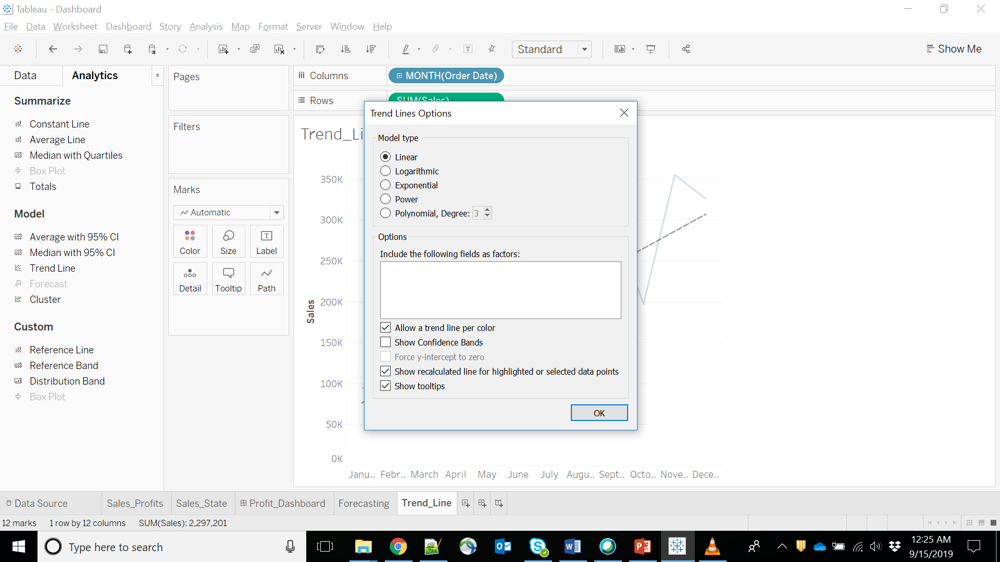 Tableau - Dashboard
File Data Worksheet Dashboard Story Analysis Map Format Server Window Help
Standard
Show Me
Data Analytics
Pages
Columns
MONTH(Order Date)
Rows
SUM(Sales)
Summarize
Constant Line
Average Line
Median with Quartiles
Box Plot
Totals
Model
Average with 95% CI
Median with 95% CI
Trend Line
Forecast
Cluster
Custom
Reference Line
Reference Band
Distribution Band
Box Plot
Filters
Marks
Automatic
Color Size Label
Detail Tooltip Path
Trend_Li
Sales
350K
300K
250K
200K
150K
100K
50K
0K
Janu.. Febr.. March April May June July Augu.. Sept.. Octo.. Nove.. Dece..
Trend Lines Options
Model type
Linear
Logarithmic
Exponential
Power
Polynomial, Degree: 3
Options
Include the following fields as factors:
Allow a trend line per color
Show Confidence Bands
Force y-intercept to zero
Show recalculated line for highlighted or selected data points
Show tooltips
OK
Data Source Sales_Profits Sales_State Profit_Dashboard Forecasting Trend_Line
12 marks 1 row by 12 columns SUM(Sales): 2,297,201
Type here to search
12:25 AM
9/15/2019